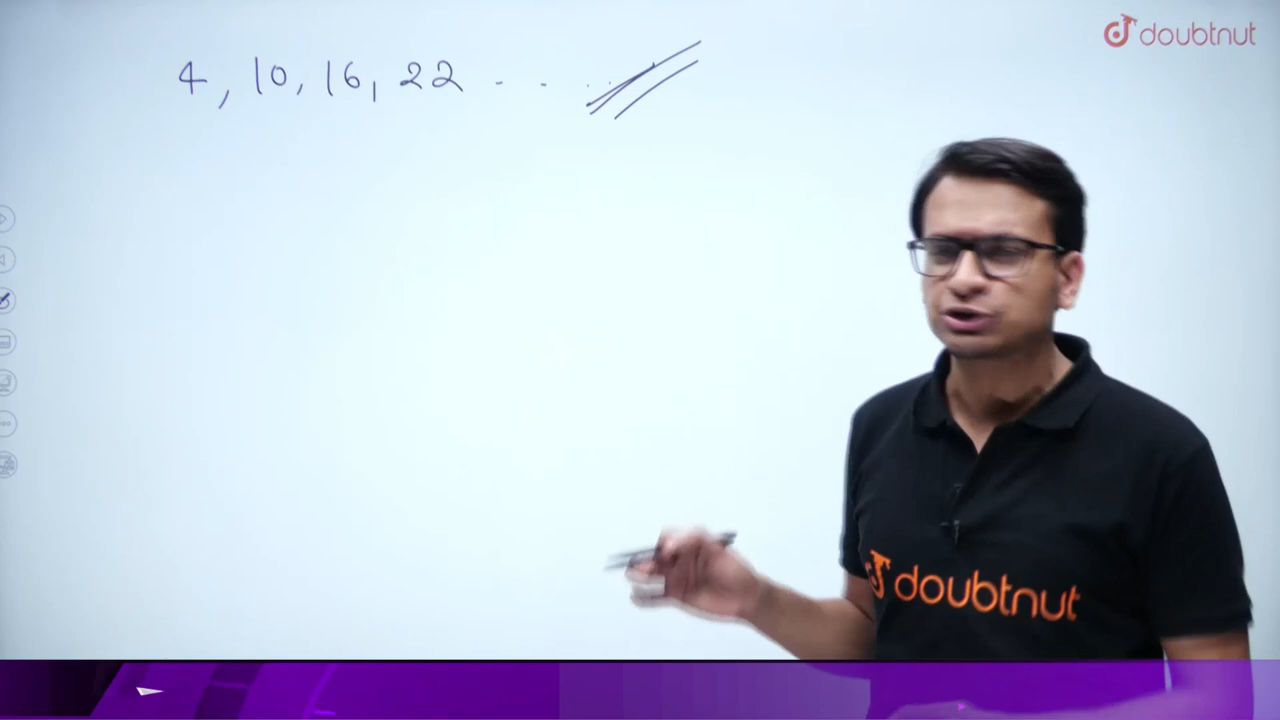 doubtnut
4, 10, 16, 22 - - .
doubtnut